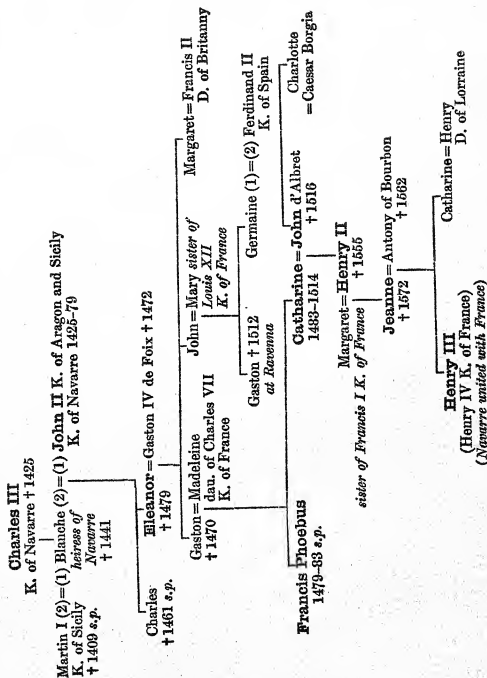 Charles III
K. of Navarre †1425
Martin I (2)=(1) Blanche (2)=(1) John II K. of Aragon and Sicily
K. of Sicily heiress of K. of Navarre 1425-79
†1409 s.p. Navarre
†1441
Charles Eleanor=Gaston IV de Foix †1472
†1461 s.p. †1479
Gaston=Madeleine John=Mary sister of Margaret=Francis II
†1470 dau. of Charles VII Louis XII D. of Britanny
K. of France K. of France
Gaston †1512 Germaine (1)=(2) Ferdinand II
at Ravenna K. of Spain
Francis Phoebus Catharine=John d'Albret Charlotte
1479-83 s.p. 1483-1514 †1516 =Caesar Borgia
Margaret=Henry II
sister of Francis I K. of France †1555
Jeanne=Antony of Bourbon
†1572 †1562
Henry III Catharine=Henry
(Henry IV K. of France) D. of Lorraine
(Navarre united with France)